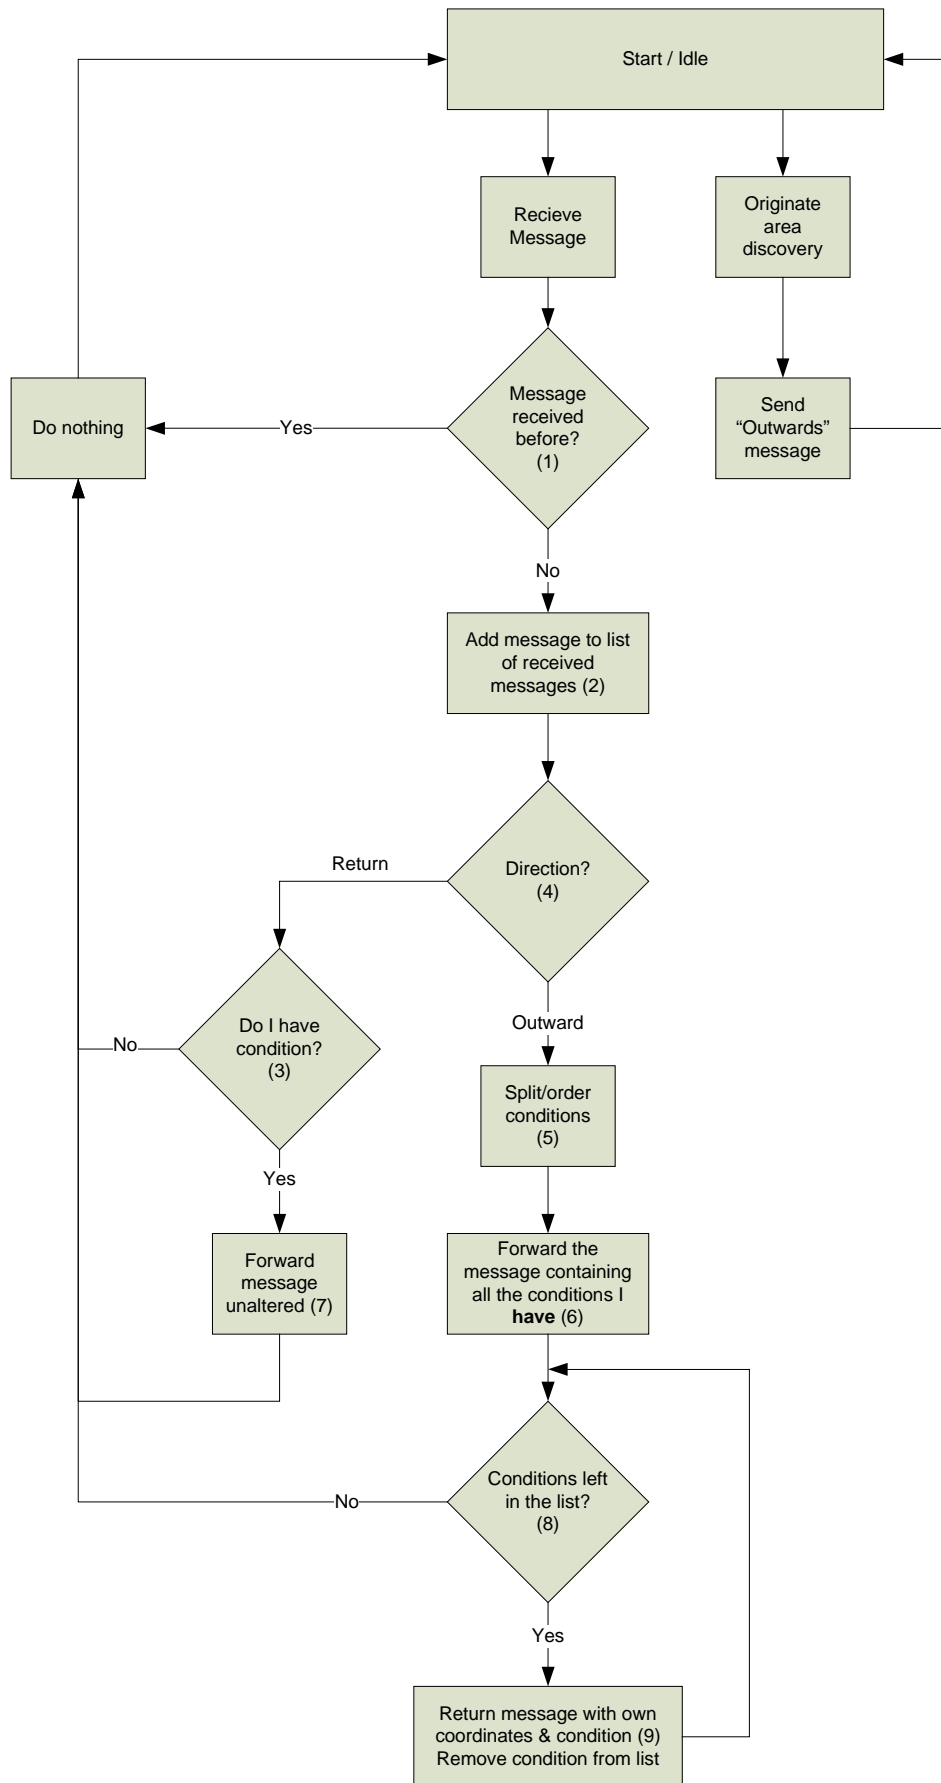 Start / Idle
Recieve
Message
Originate
area
discovery
Do nothing
Yes
Message
received
before?
(1)
Send
“Outwards”
message
No
Add message to list
of received
messages (2)
Return
Direction?
(4)
No
Do I have
condition?
(3)
Outward
Split/order
conditions
(5)
Yes
Forward
message
unaltered (7)
Forward the
message containing
all the conditions I
have (6)
No
Conditions left
in the list?
(8)
Yes
Return message with own
coordinates & condition (9)
Remove condition from list